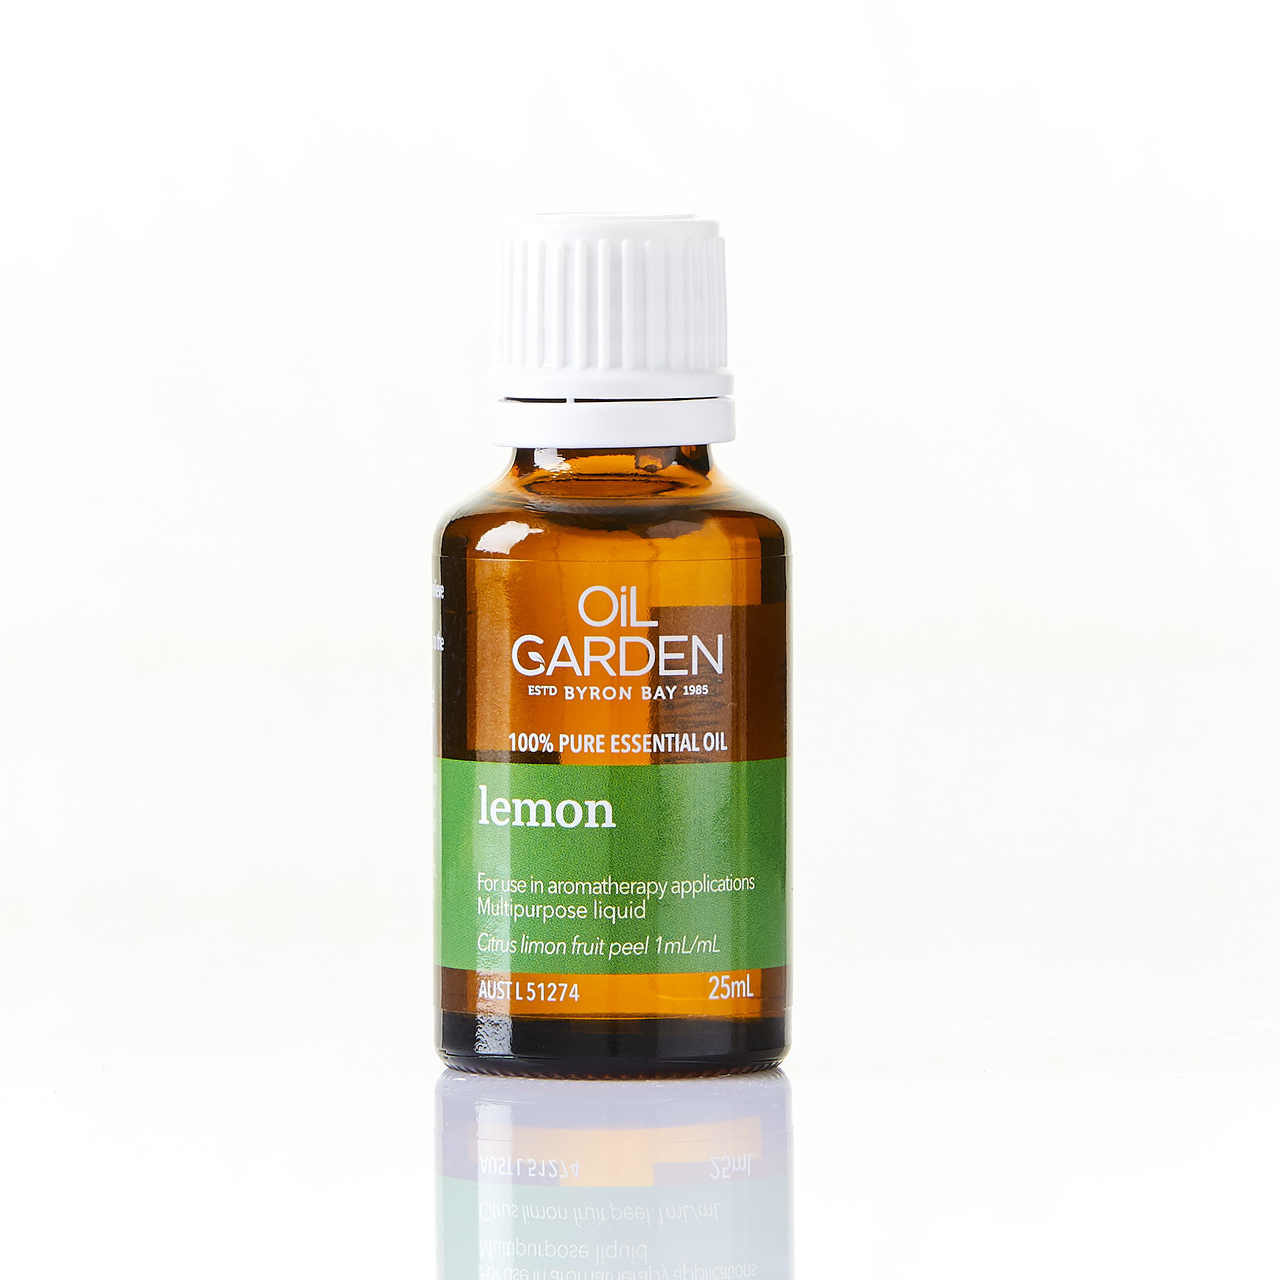 OiL
GARDEN
ESTD BYRON BAY 1985
100% PURE ESSENTIAL OIL
lemon
For use in aromatherapy applications
Multipurpose liquid
Citrus limon fruit peel 1mL/mL
AUST L 51274
25mL